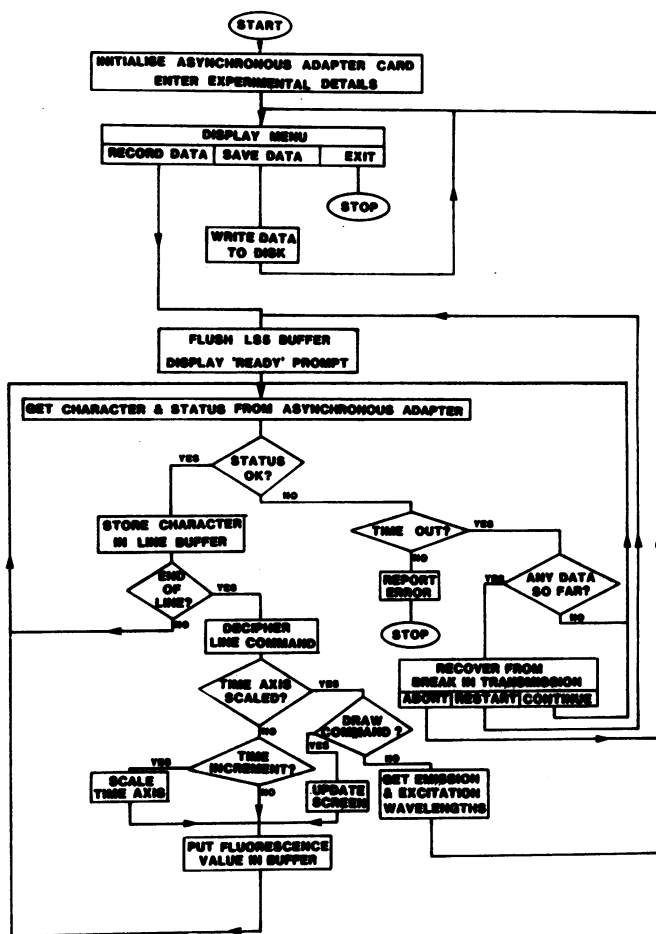 START
INITIALISE ASYNCHRONOUS ADAPTER CARD
ENTER EXPERIMENTAL DETAILS
DISPLAY MENU
RECORD DATA SAVE DATA EXIT
STOP
WRITE DATA
TO DISK
FLUSH LS5 BUFFER
DISPLAY 'READY' PROMPT
GET CHARACTER & STATUS FROM ASYNCHRONOUS ADAPTER
YES
STATUS
OK?
NO
STORE CHARACTER
IN LINE BUFFER
TIME OUT?
YES
NO
END
OF
LINE?
YES
NO
REPORT
ERROR
STOP
YES
ANY DATA
SO FAR?
NO
DECIPHER
LINE COMMAND
RECOVER FROM
BREAK IN TRANSMISSION
ABORT RESTART CONTINUE
TIME AXIS
SCALED?
YES
NO
DRAW
COMMAND?
YES
NO
YES
TIME
INCREMENT?
NO
SCALE
TIME AXIS
UPDATE
SCREEN
GET EMISSION
& EXCITATION
WAVELENGTHS
PUT FLUORESCENCE
VALUE IN BUFFER